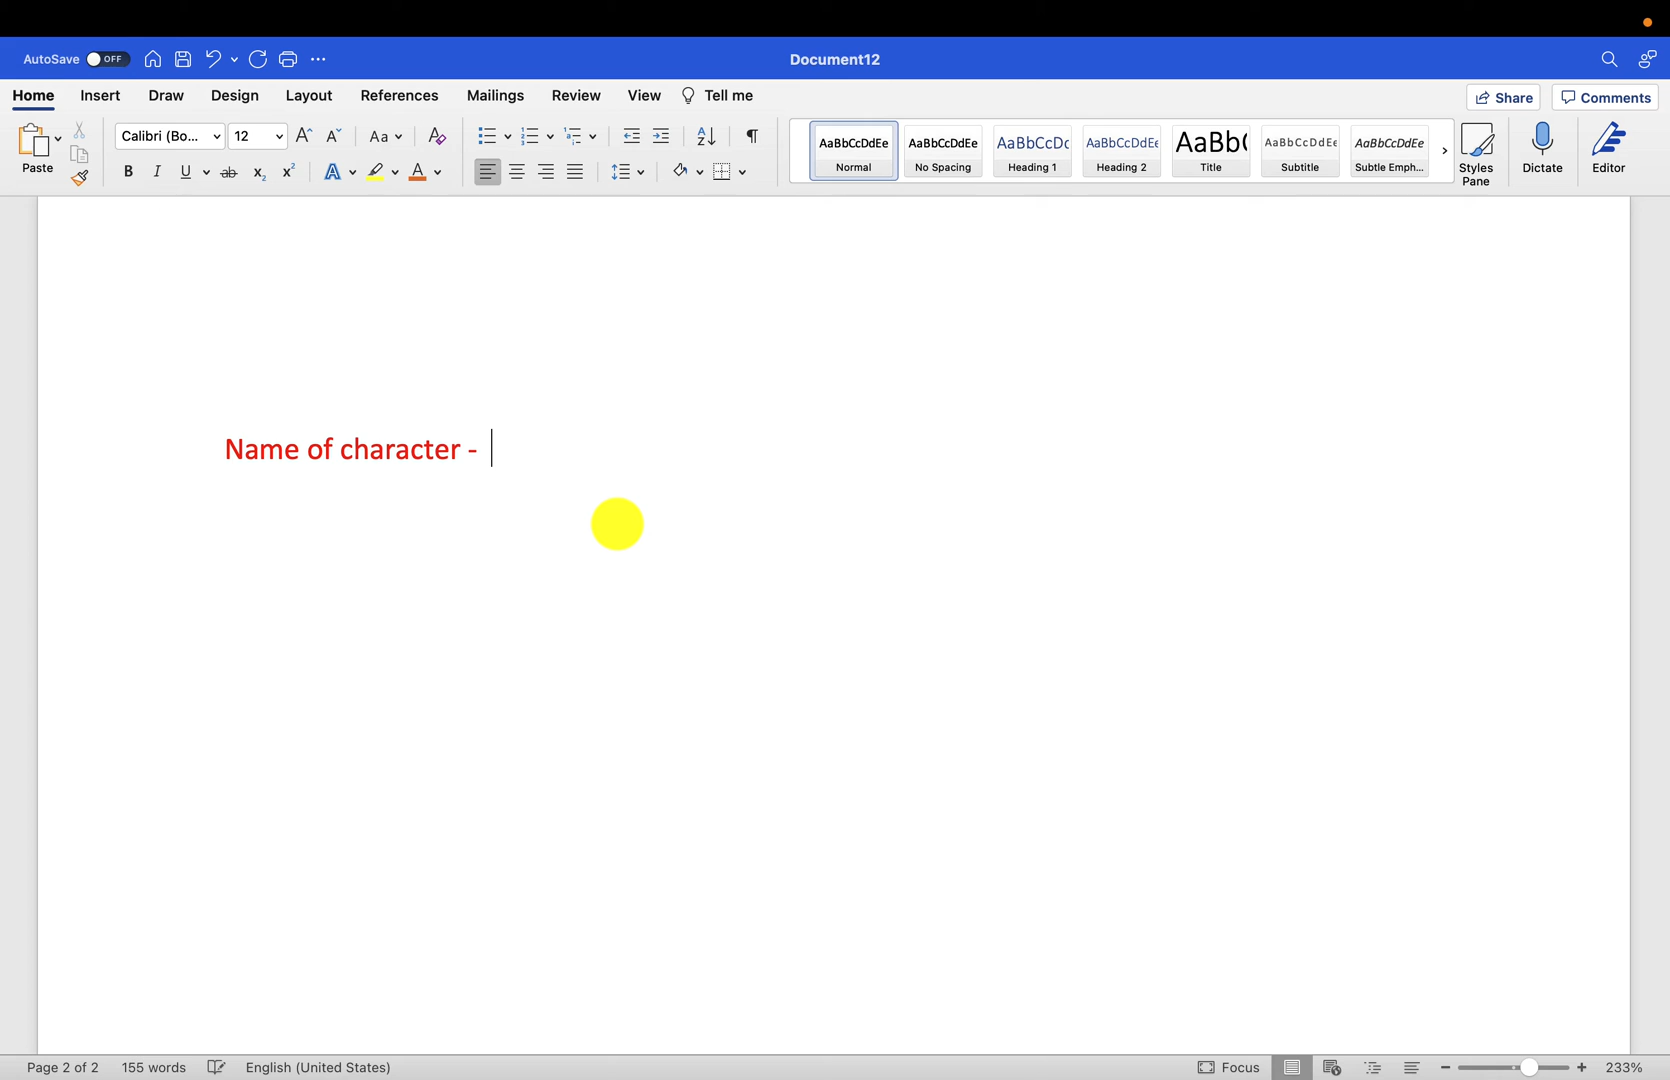 AutoSave OFF Document12
Home Insert Draw Design Layout References Mailings Review View Tell me Share Comments
Paste Calibri (Bo... 12 Aa
AaBbCcDdEe AaBbCcDdEe AaBbCcDc AaBbCcDdEe AaBb( AaBbCcDdEe AaBbCcDdEe
Normal No Spacing Heading 1 Heading 2 Title Subtitle Subtle Emph... Styles Pane Dictate Editor
Name of character -
Page 2 of 2 155 words English (United States) Focus 233%